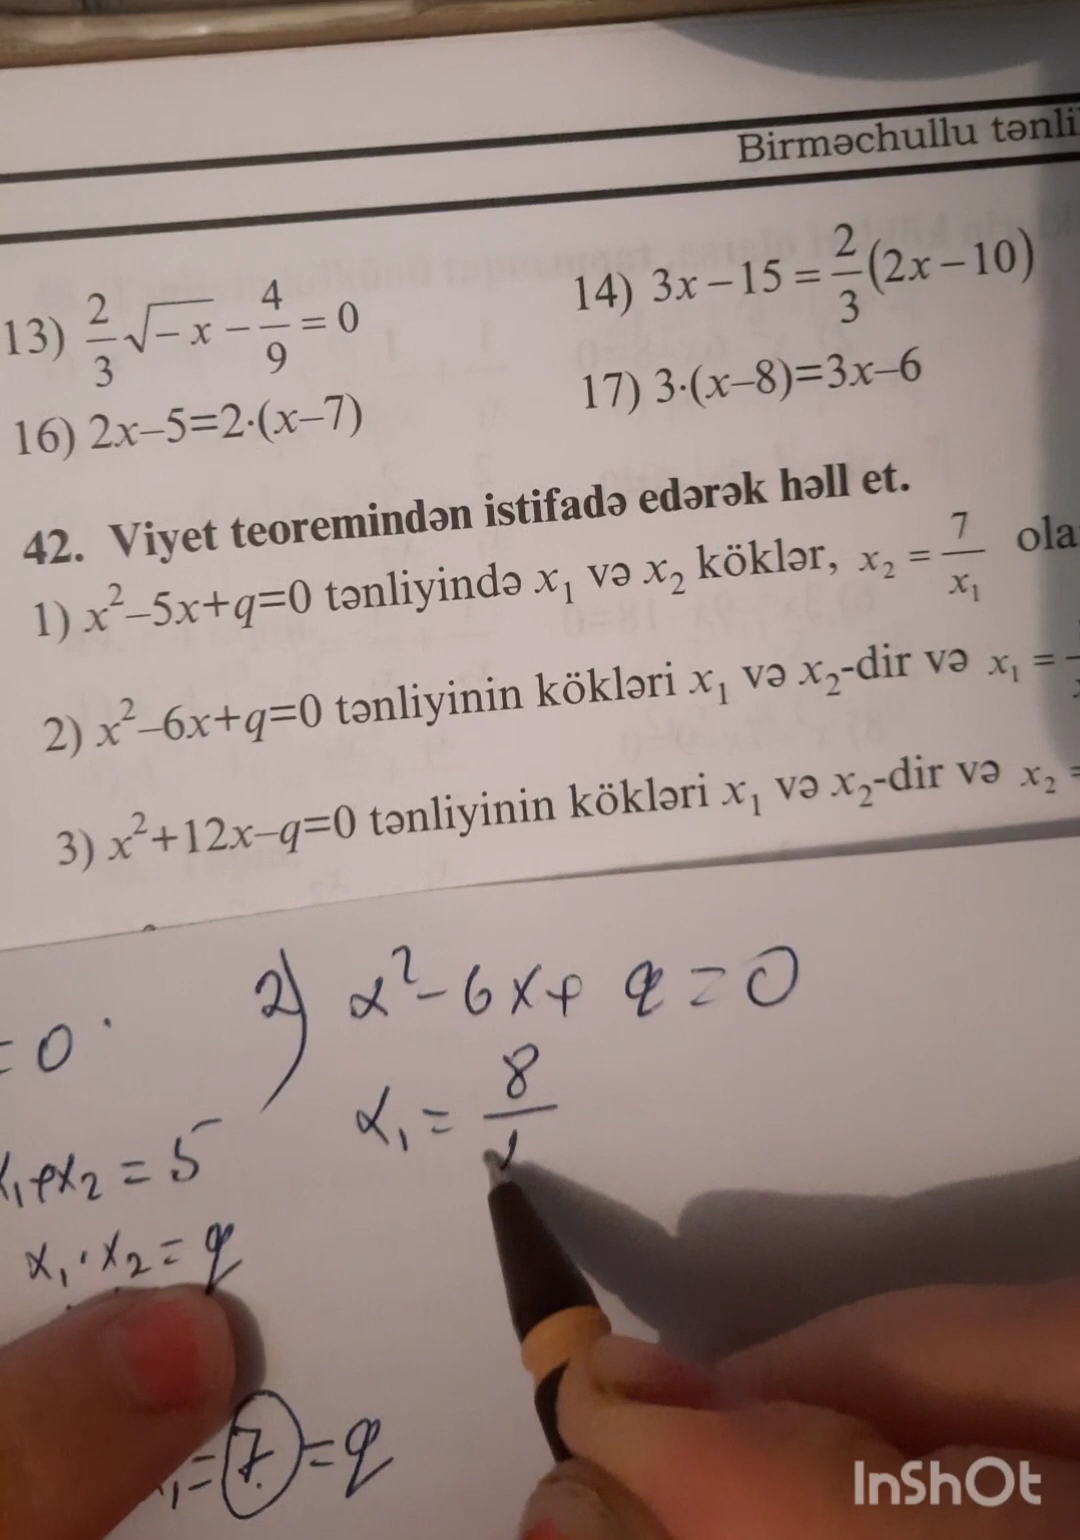 Birməchullu tənli
13) 2/3 √−x − 4/9 = 0
14) 3x − 15 = 2/3 (2x − 10)
16) 2x–5=2·(x–7)
17) 3·(x–8)=3x–6
42. Viyet teoremindən istifadə edərək həll et.
1) x²–5x+q=0 tənliyində x₁ və x₂ köklər, x₂ = 7/x₁ ola
2) x²–6x+q=0 tənliyinin kökləri x₁ və x₂-dir və x₁ =
3) x²+12x–q=0 tənliyinin kökləri x₁ və x₂-dir və x₂ =
= 0
2) x² – 6x + q = 0
x₁ = 8/
x₁ + x₂ = 5
x₁ · x₂ = q
₁ = 7 = q
InShOt